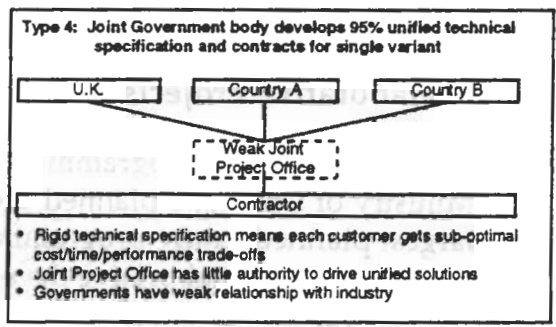 Type 4: Joint Government body develops 95% unified technical
specification and contracts for single variant
U.K.
Country A
Country B
Weak Joint
Project Office
Contractor
• Rigid technical specification means each customer gets sub-optimal
cost/time/performance trade-offs
• Joint Project Office has little authority to drive unified solutions
• Governments have weak relationship with industry